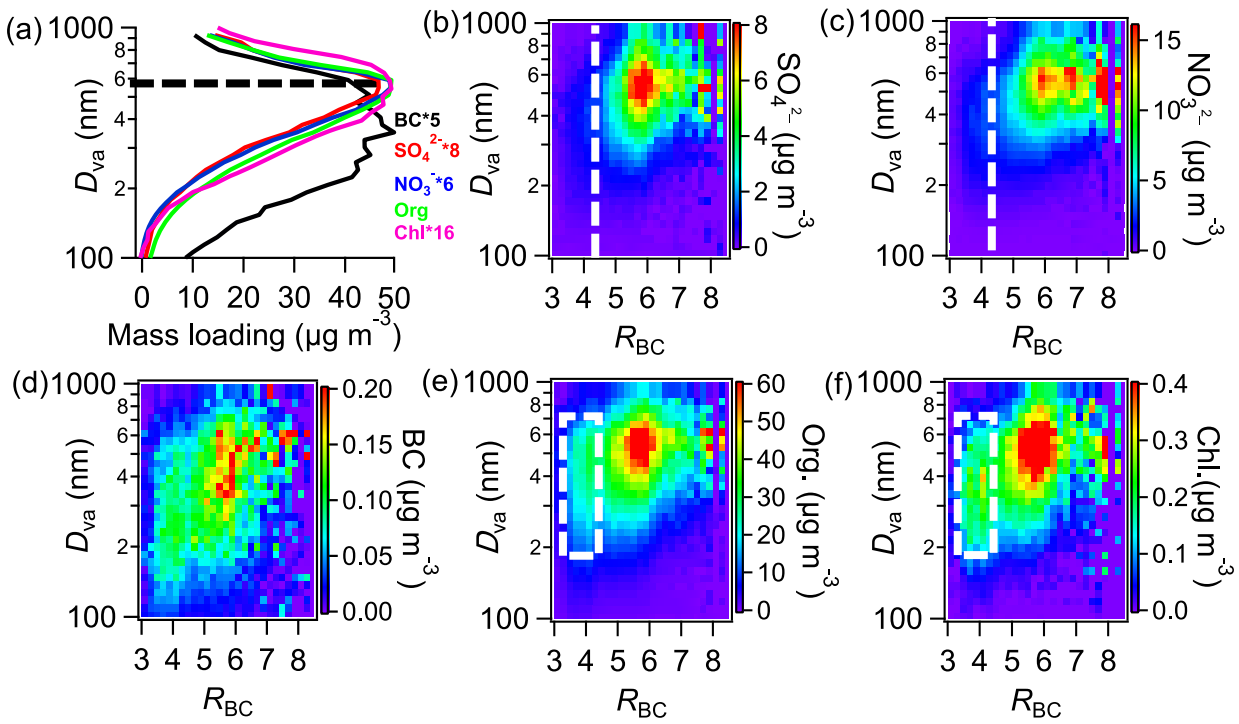 (a)
1000
8
6
4
2
100
Dva (nm)
0 10 20 30 40 50
Mass loading (µg m⁻³)
BC*5
SO₄²⁻*8
NO₃⁻*6
Org
Chl*16
(b)
1000
8
6
4
2
100
Dva (nm)
3 4 5 6 7 8
RBC
8
6
4
2
0
SO₄²⁻ (µg m⁻³)
(c)
1000
8
6
4
2
100
Dva (nm)
3 4 5 6 7 8
RBC
15
10
5
0
NO₃²⁻ (µg m⁻³)
(d)
1000
8
6
4
2
100
Dva (nm)
3 4 5 6 7 8
RBC
0.20
0.15
0.10
0.05
0.00
BC (µg m⁻³)
(e)
1000
8
6
4
2
100
Dva (nm)
3 4 5 6 7 8
RBC
60
50
40
30
20
10
0
Org. (µg m⁻³)
(f)
1000
8
6
4
2
100
Dva (nm)
3 4 5 6 7 8
RBC
0.4
0.3
0.2
0.1
0.0
Chl.(µg m⁻³)